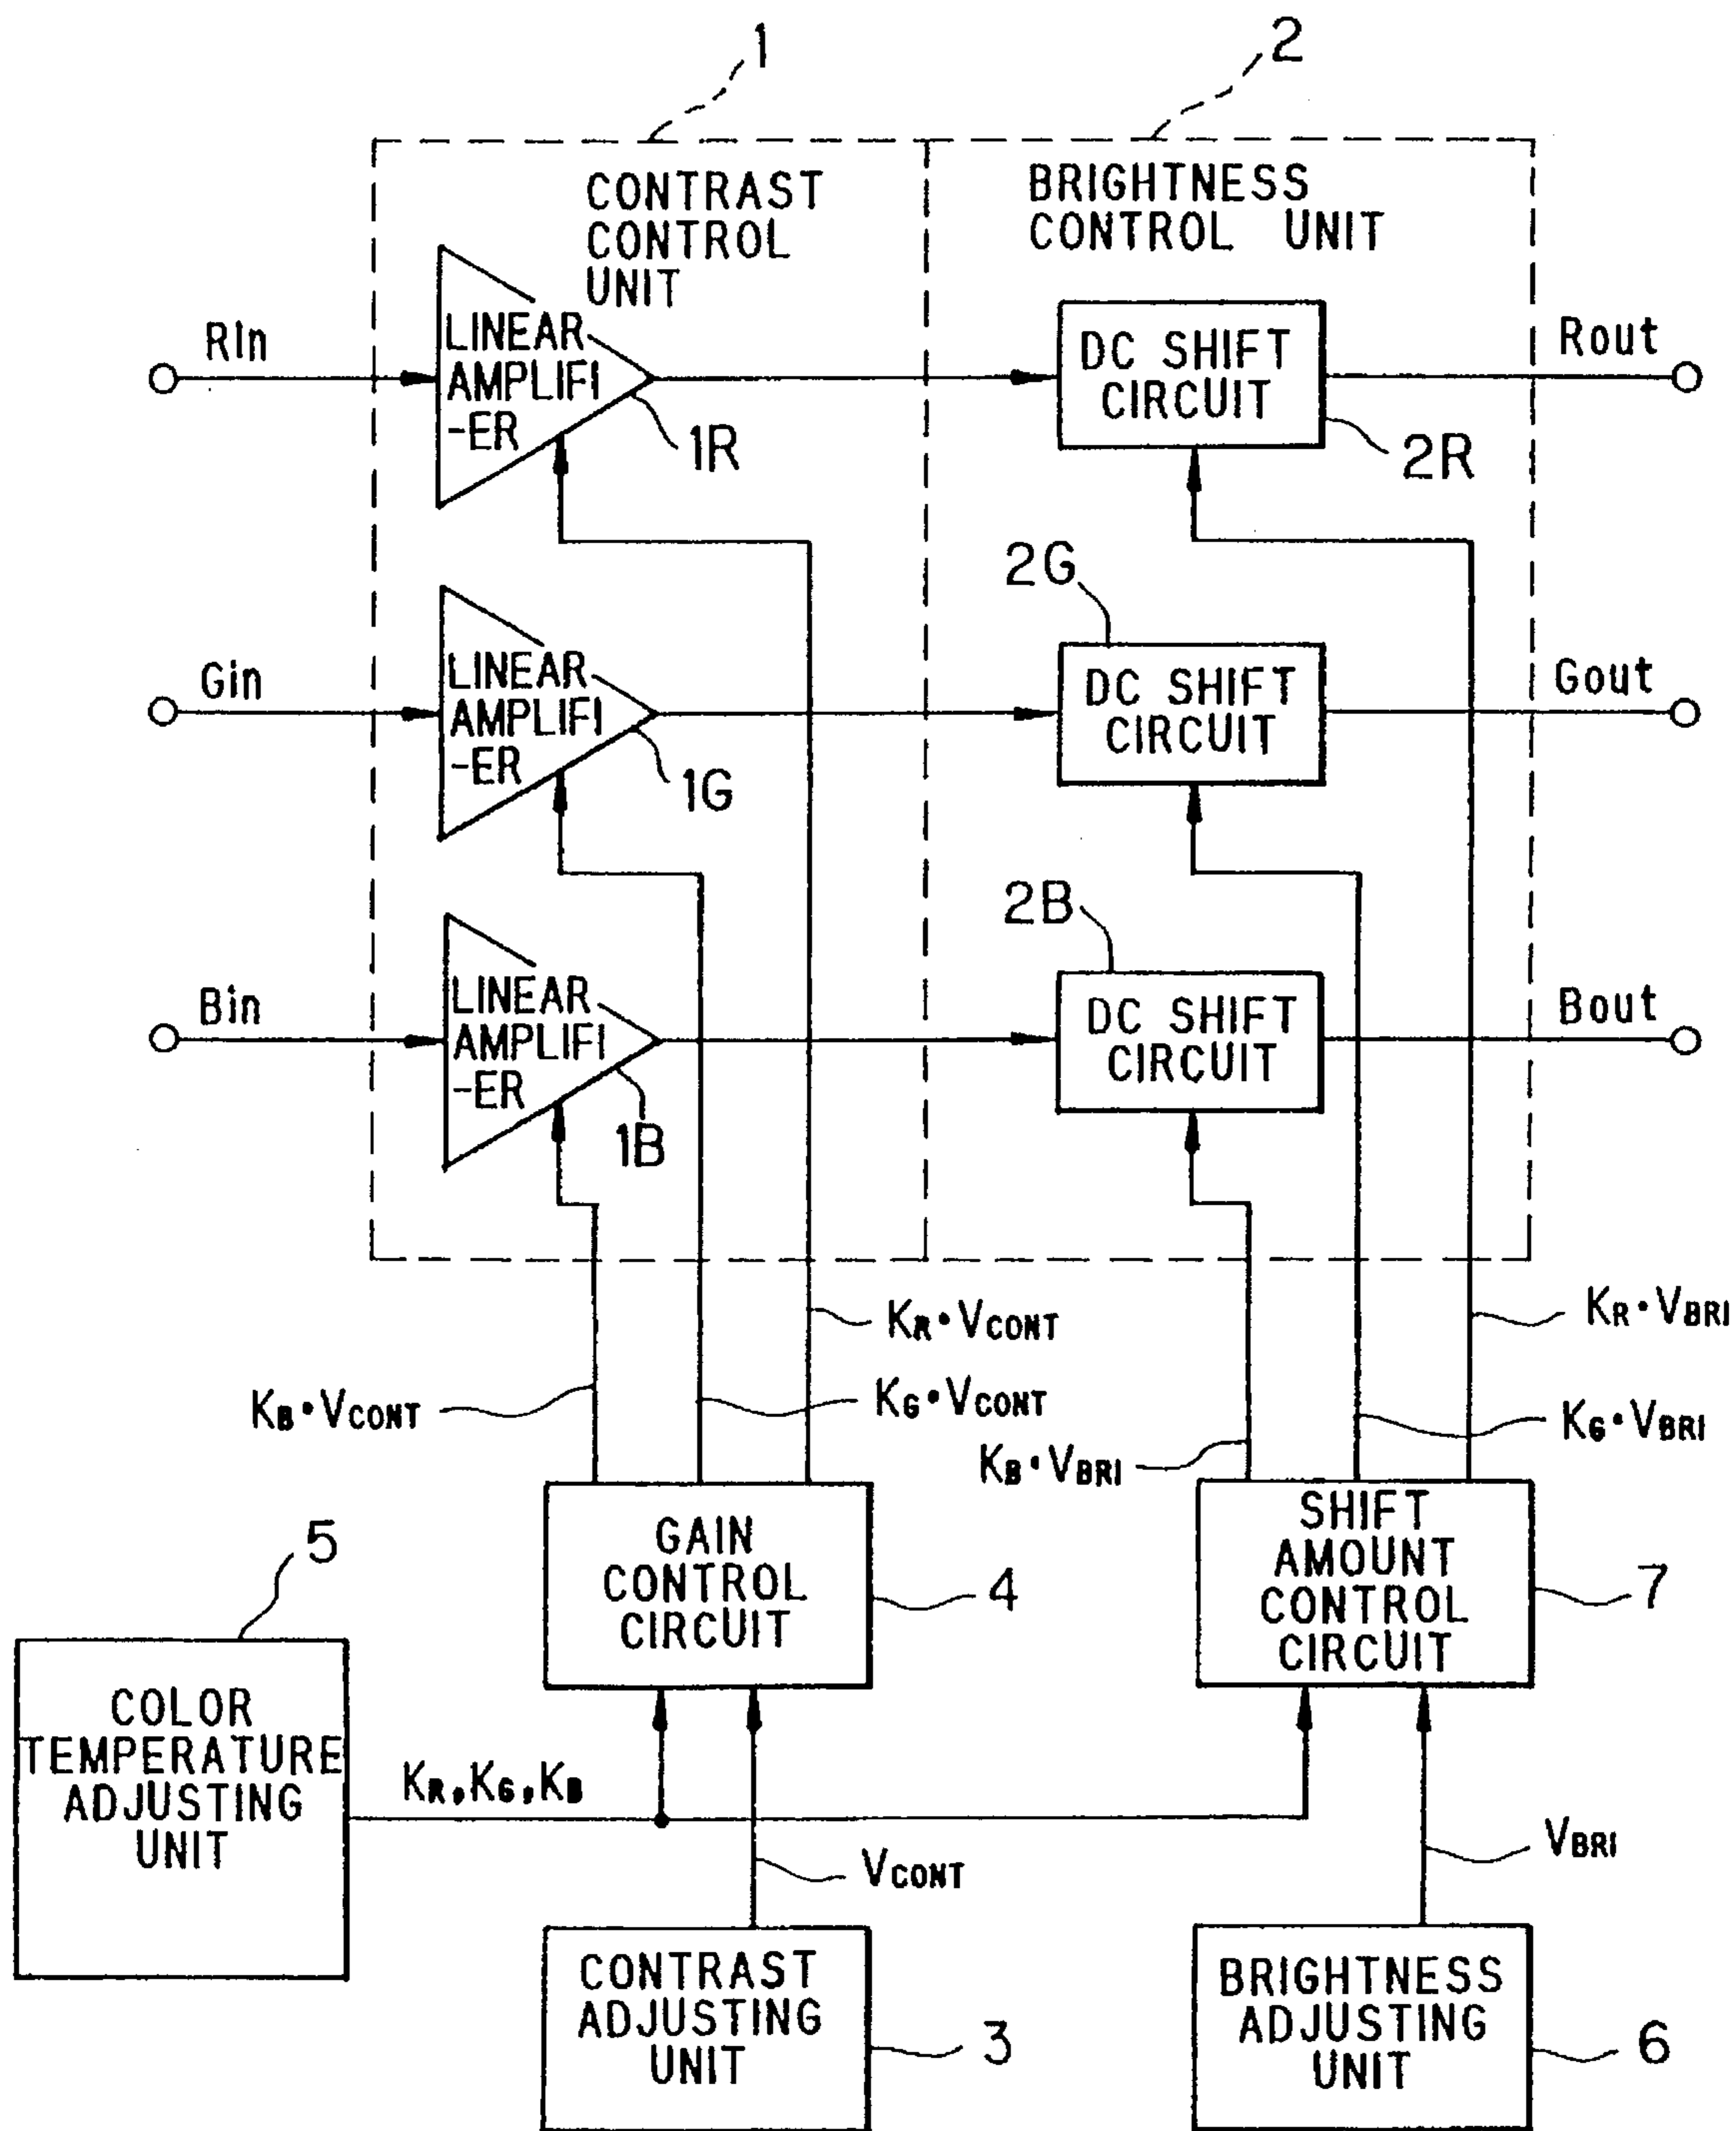 1
2
CONTRAST
CONTROL
UNIT
BRIGHTNESS
CONTROL UNIT
Rin
LINEAR
AMPLIFI
-ER
1R
DC SHIFT
CIRCUIT
2R
Rout
Gin
LINEAR
AMPLIFI
-ER
1G
2G
DC SHIFT
CIRCUIT
Gout
Bin
LINEAR
AMPLIFI
-ER
1B
2B
DC SHIFT
CIRCUIT
Bout
KR·VCONT
KG·VCONT
KB·VCONT
KR·VBRI
KG·VBRI
KB·VBRI
GAIN
CONTROL
CIRCUIT
4
SHIFT
AMOUNT
CONTROL
CIRCUIT
7
5
COLOR
TEMPERATURE
ADJUSTING
UNIT
KR,KG,KB
VCONT
VBRI
CONTRAST
ADJUSTING
UNIT
3
BRIGHTNESS
ADJUSTING
UNIT
6